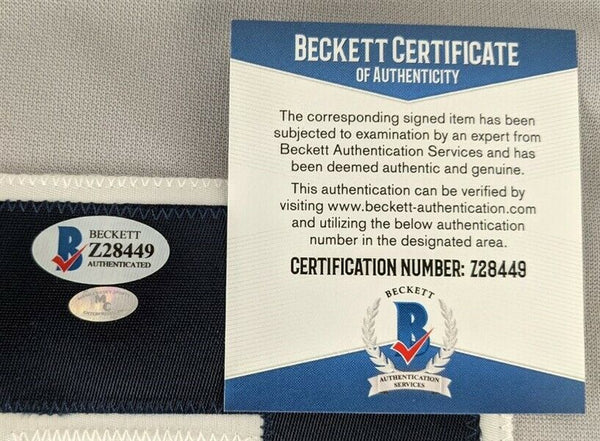 BECKETT CERTIFICATE
OF AUTHENTICITY
The corresponding signed item has been
subjected to examination by an expert from
Beckett Authentication Services and has
been deemed authentic and genuine.
This authentication can be verified by
visiting www.beckett-authentication.com
and utilizing the below authentication
number in the designated area.
CERTIFICATION NUMBER: Z28449
BECKETT
B
AUTHENTICATION
SERVICES
BECKETT
B
Z28449
AUTHENTICATED
MC